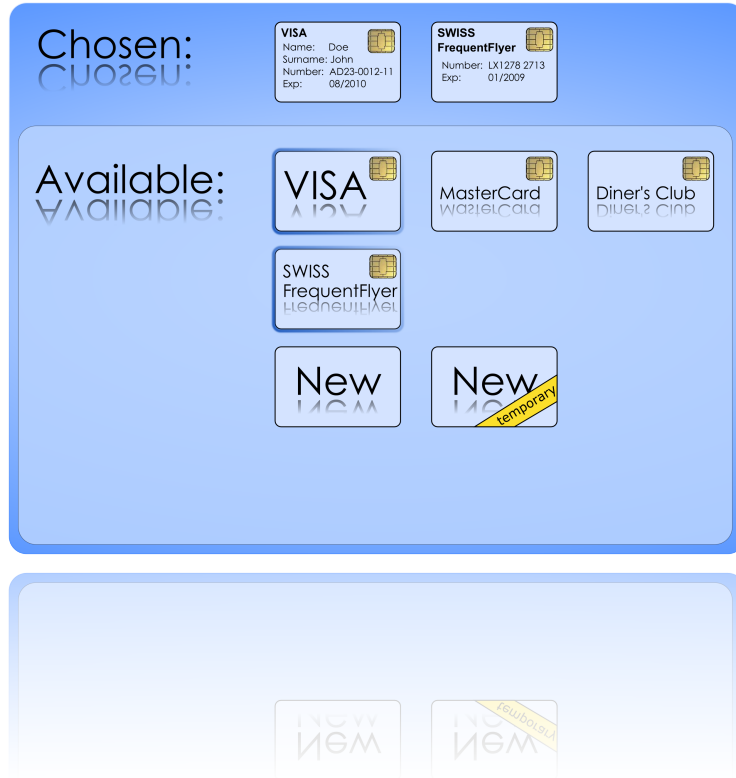 Chosen:
VISA
Name: Doe
Surname: John
Number: AD23-0012-11
Exp: 08/2010
SWISS
FrequentFlyer
Number: LX1278 2713
Exp: 01/2009
Available:
VISA
MasterCard
Diner's Club
SWISS
FrequentFlyer
New
New
temporary